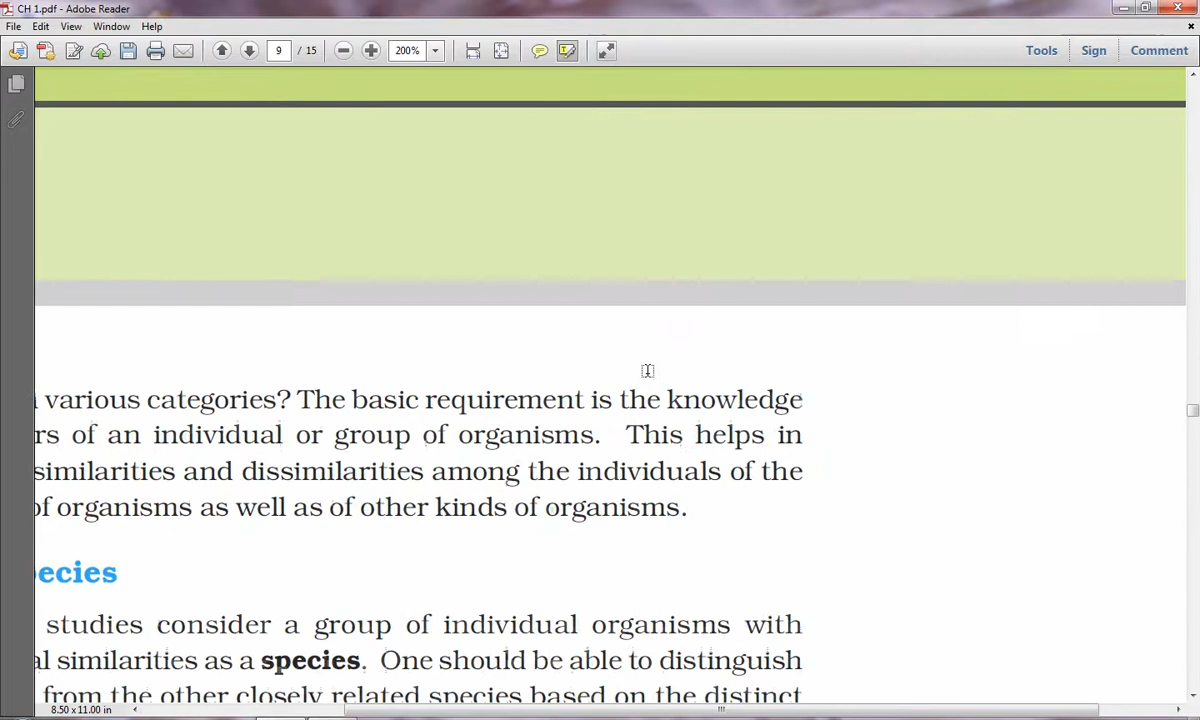 CH 1.pdf - Adobe Reader
File Edit View Window Help
9 / 15 200% Tools Sign Comment
various categories? The basic requirement is the knowledge
rs of an individual or group of organisms. This helps in
similarities and dissimilarities among the individuals of the
of organisms as well as of other kinds of organisms.
ecies
studies consider a group of individual organisms with
al similarities as a species. One should be able to distinguish
from the other closely related species based on the distinct
8.50 x 11.00 in